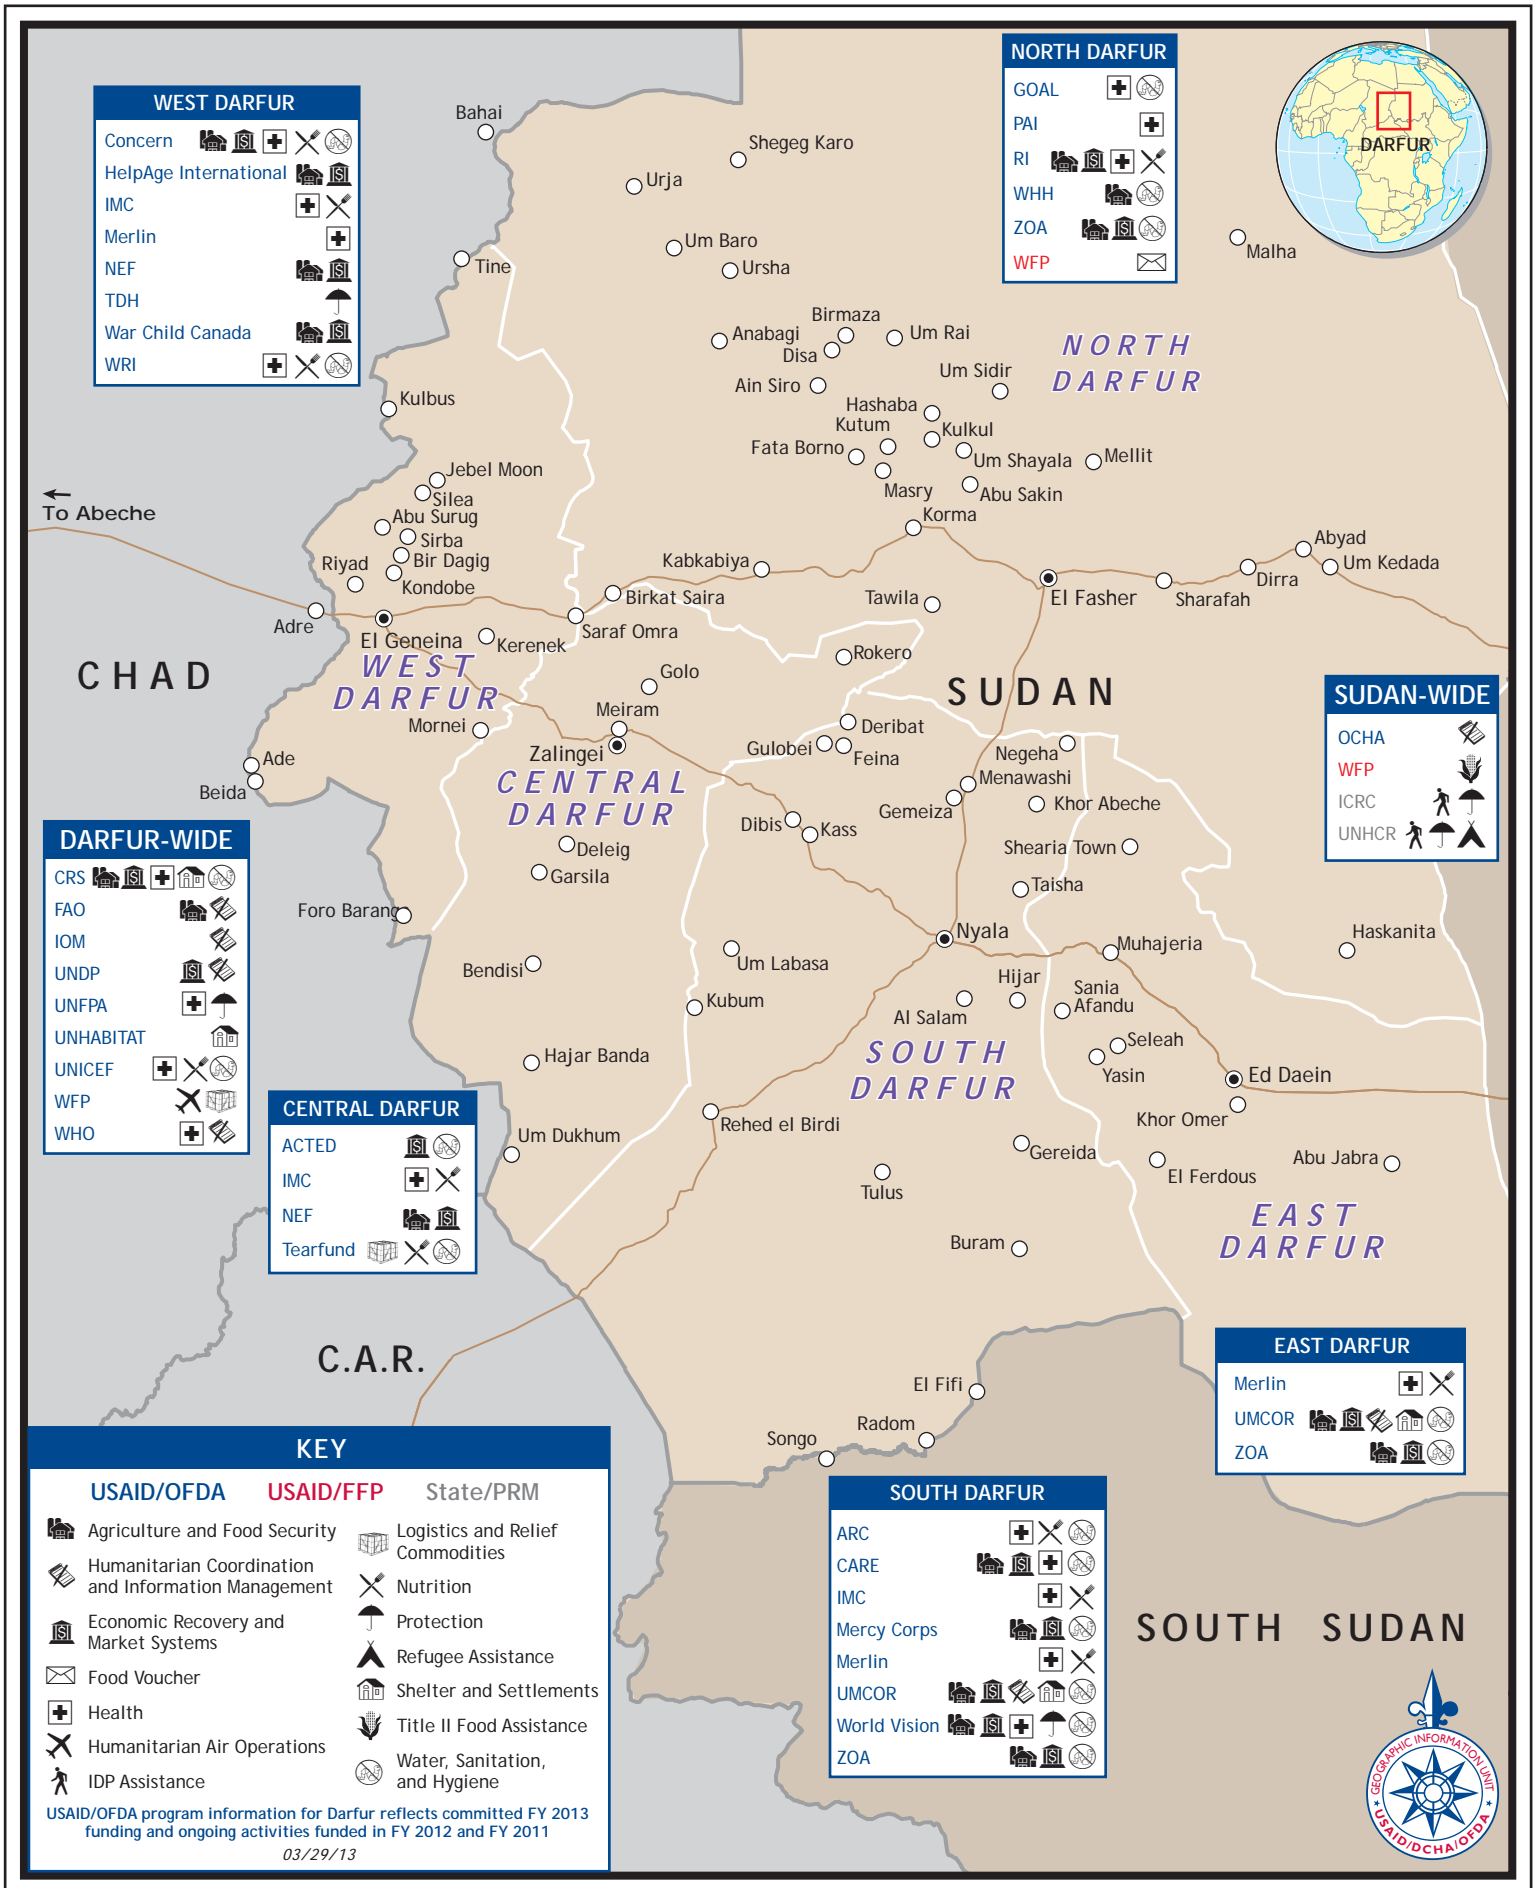 WEST DARFUR
Concern
HelpAge International
IMC
Merlin
NEF
TDH
War Child Canada
WRI
NORTH DARFUR
GOAL
PAI
RI
WHH
ZOA
WFP
DARFUR
Bahai
Shegeg Karo
Urja
Um Baro
Ursha
Tine
Malha
Birmaza
Anabagi
Disa
Um Rai
Ain Siro
Um Sidir
NORTH
DARFUR
Kulbus
Hashaba
Kutum
Kulkul
Fata Borno
Um Shayala
Mellit
Masry
Abu Sakin
Korma
Jebel Moon
Silea
Abu Surug
Sirba
Bir Dagig
Riyad
Kondobe
To Abeche
Kabkabiya
Birkat Saira
Tawila
El Fasher
Sharafah
Dirra
Abyad
Um Kedada
Adre
El Geneina
Kerenek
Saraf Omra
Rokero
CHAD
WEST
DARFUR
Golo
Meiram
Mornei
Zalingei
SUDAN
Deribat
Gulobei
Feina
Negeha
Menawashi
Gemeiza
Khor Abeche
Ade
Beida
CENTRAL
DARFUR
Dibis
Kass
Shearia Town
Deleig
Garsila
Taisha
SUDAN-WIDE
OCHA
WFP
ICRC
UNHCR
DARFUR-WIDE
CRS
FAO
IOM
UNDP
UNFPA
UNHABITAT
UNICEF
WFP
WHO
Foro Baranga
Nyala
Muhajeria
Haskanita
Bendisi
Um Labasa
Hijar
Sania
Afandu
Kubum
Al Salam
Seleah
Yasin
Hajar Banda
SOUTH
DARFUR
Ed Daein
Khor Omer
Rehed el Birdi
Um Dukhum
Gereida
El Ferdous
Abu Jabra
Tulus
EAST
DARFUR
Buram
CENTRAL DARFUR
ACTED
IMC
NEF
Tearfund
C.A.R.
El Fifi
Radom
Songo
EAST DARFUR
Merlin
UMCOR
ZOA
SOUTH DARFUR
ARC
CARE
IMC
Mercy Corps
Merlin
UMCOR
World Vision
ZOA
SOUTH SUDAN
KEY
USAID/OFDA USAID/FFP State/PRM
Agriculture and Food Security
Humanitarian Coordination
and Information Management
Economic Recovery and
Market Systems
Food Voucher
Health
Humanitarian Air Operations
IDP Assistance
Logistics and Relief
Commodities
Nutrition
Protection
Refugee Assistance
Shelter and Settlements
Title II Food Assistance
Water, Sanitation,
and Hygiene
USAID/OFDA program information for Darfur reflects committed FY 2013
funding and ongoing activities funded in FY 2012 and FY 2011
03/29/13
GEOGRAPHIC INFORMATION UNIT
USAID/DCHA/OFDA